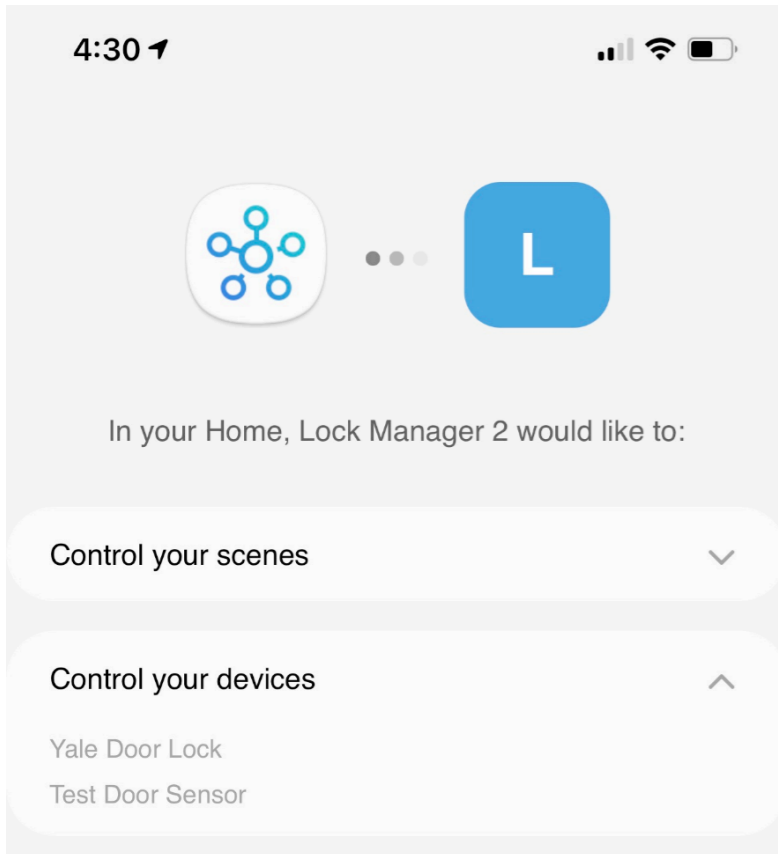 4:30
L
In your Home, Lock Manager 2 would like to:
Control your scenes
Control your devices
Yale Door Lock
Test Door Sensor